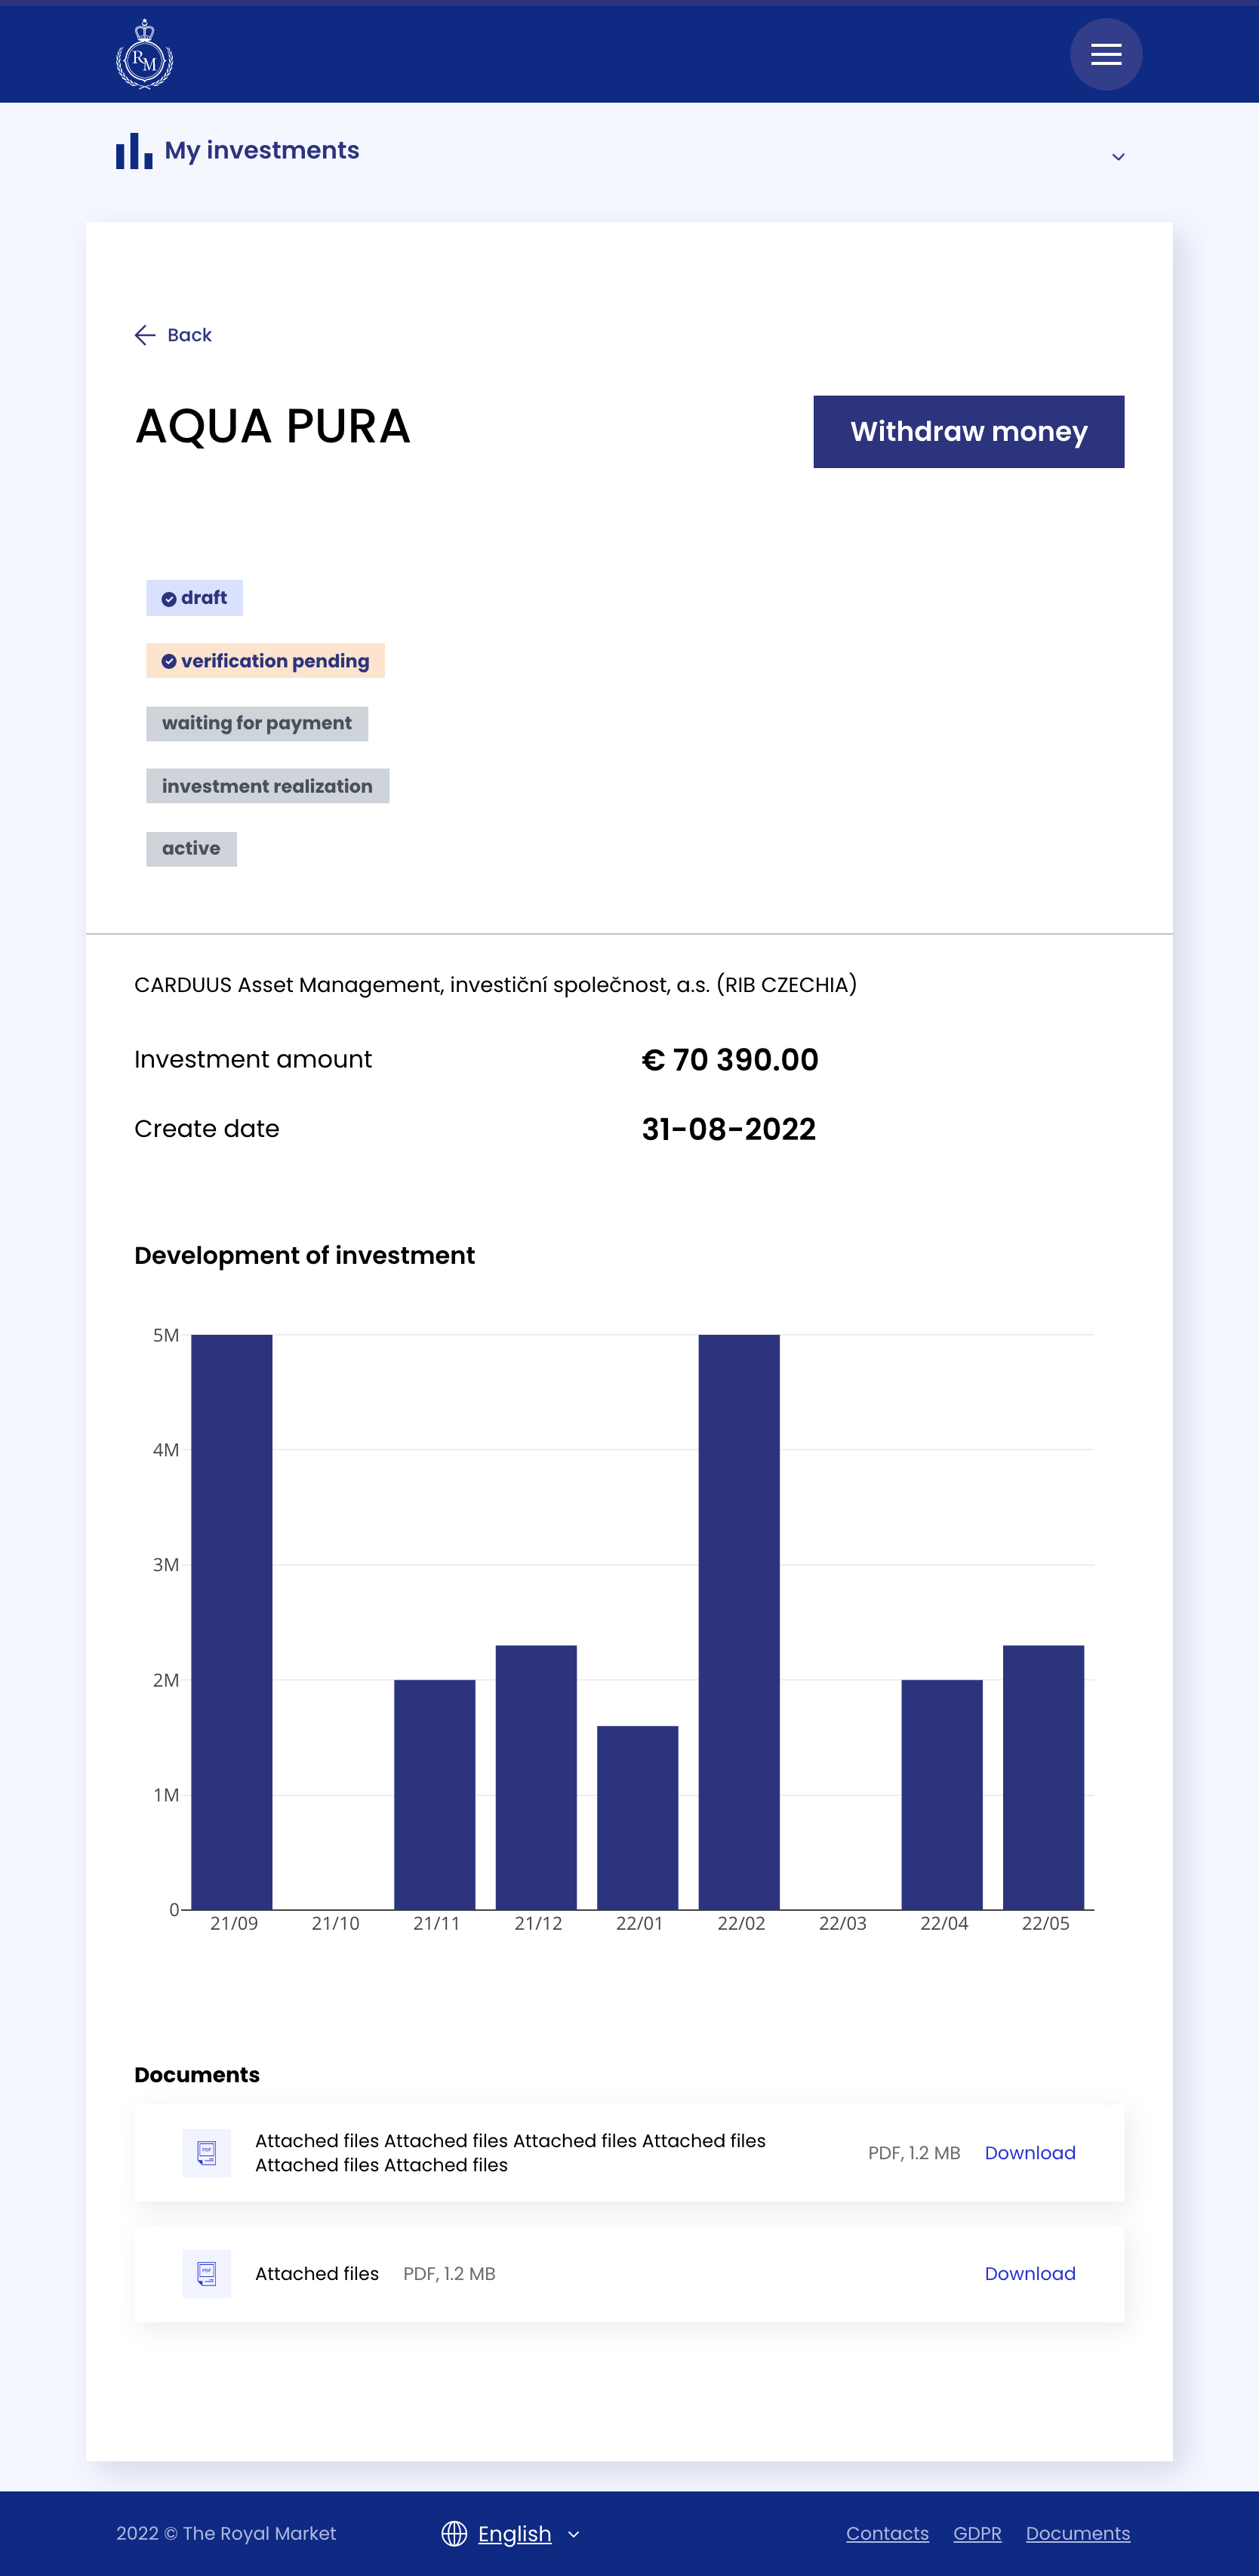 RM
My investments
Back
AQUA PURA
Withdraw money
draft
verification pending
waiting for payment
investment realization
active
CARDUUS Asset Management, investiční společnost, a.s. (RIB CZECHIA)
Investment amount € 70 390.00
Create date 31-08-2022
Development of investment
5M
4M
3M
2M
1M
0
21/09 21/10 21/11 21/12 22/01 22/02 22/03 22/04 22/05
Documents
PDF
Attached files Attached files Attached files Attached files
Attached files Attached files
PDF, 1.2 MB Download
PDF
Attached files PDF, 1.2 MB Download
2022 © The Royal Market English Contacts GDPR Documents